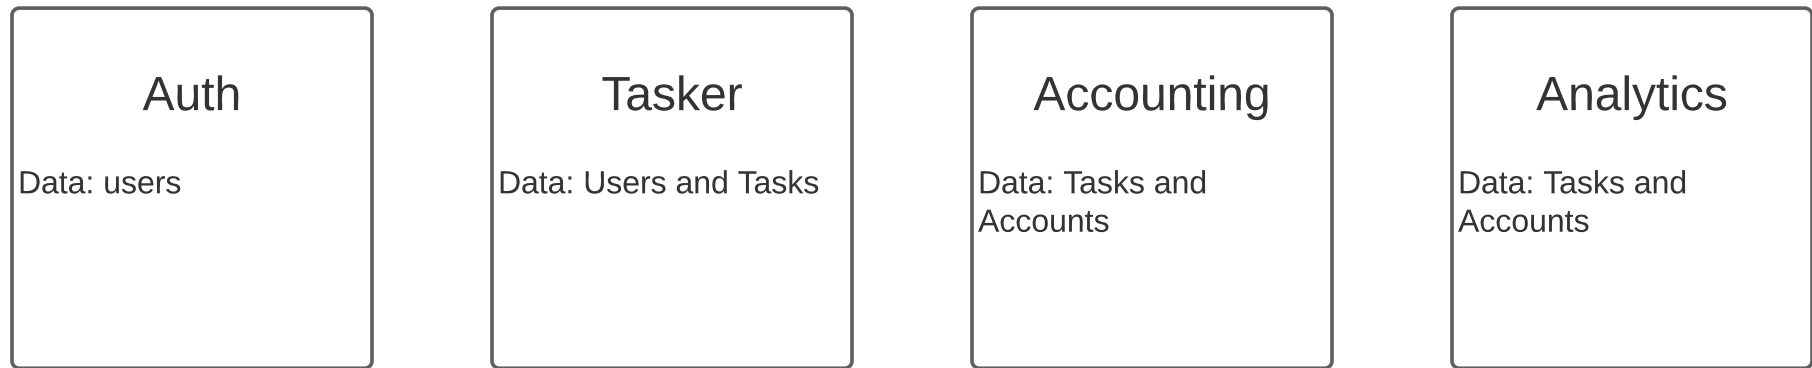 Auth
Data: users
Tasker
Data: Users and Tasks
Accounting
Data: Tasks and
Accounts
Analytics
Data: Tasks and
Accounts